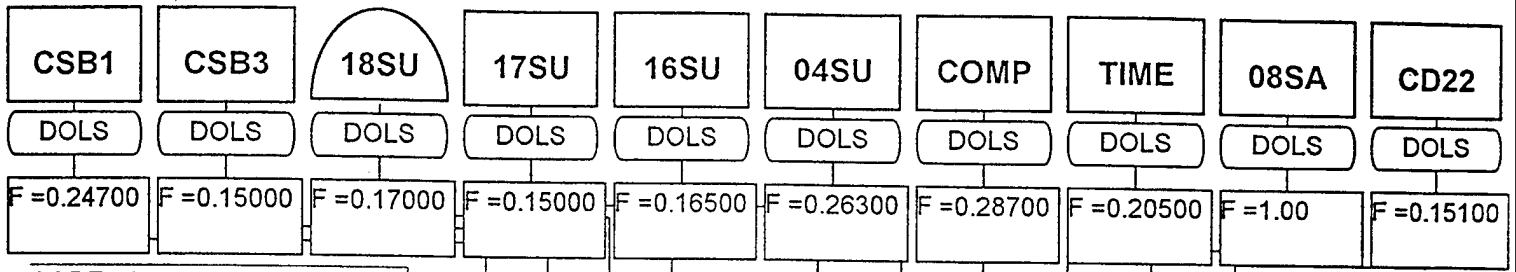 CSB1 CSB3 18SU 17SU 16SU 04SU COMP TIME 08SA CD22
DOLS DOLS DOLS DOLS DOLS DOLS DOLS DOLS DOLS DOLS
F =0.24700 F =0.15000 F =0.17000 F =0.15000 F =0.16500 F =0.26300 F =0.28700 F =0.20500 F =1.00 F =0.15100